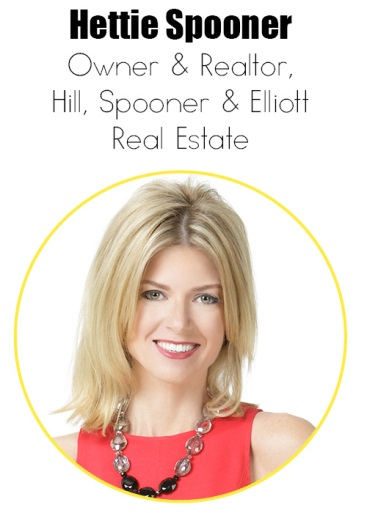 Hettie Spooner
Owner & Realtor,
Hill, Spooner & Elliott
Real Estate